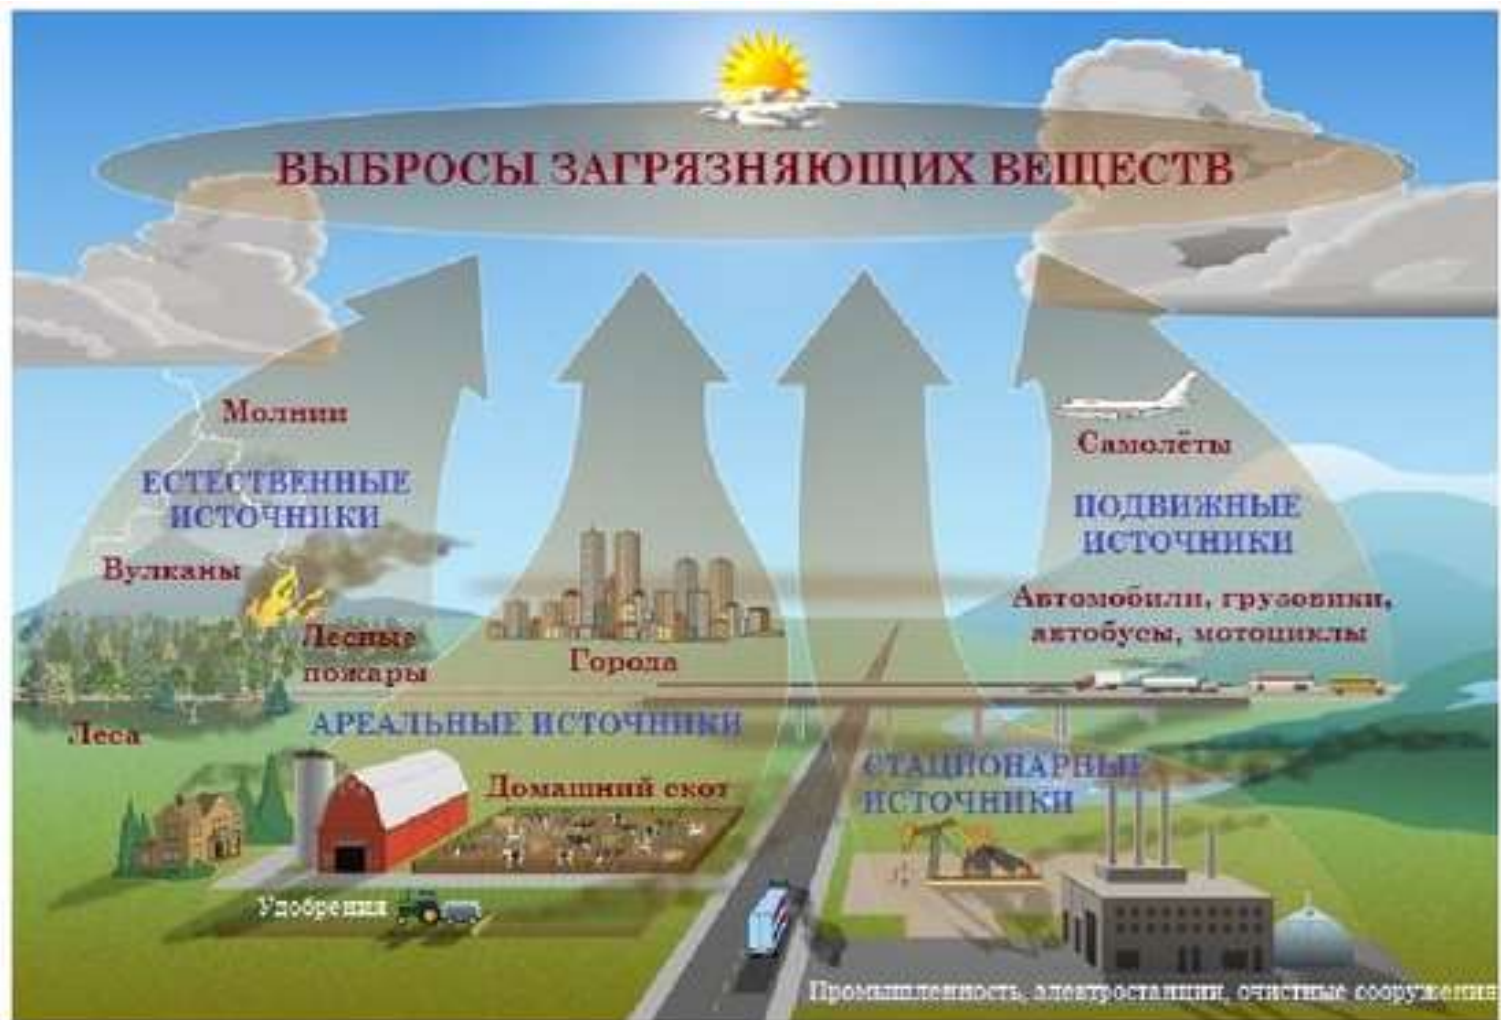 ВЫБРОСЫ ЗАГРЯЗНЯЮЩИХ ВЕЩЕСТВ
Молнии
ЕСТЕСТВЕННЫЕ
ИСТОЧНИКИ
Вулканы
Лесные
пожары
Леса
Города
АРЕАЛЬНЫЕ ИСТОЧНИКИ
Домашний скот
Удобрения
Самолёты
ПОДВИЖНЫЕ
ИСТОЧНИКИ
Автомобили, грузовики,
автобусы, мотоциклы
СТАЦИОНАРНЫЕ
ИСТОЧНИКИ
Промышленность, электростанции, очистные сооружения